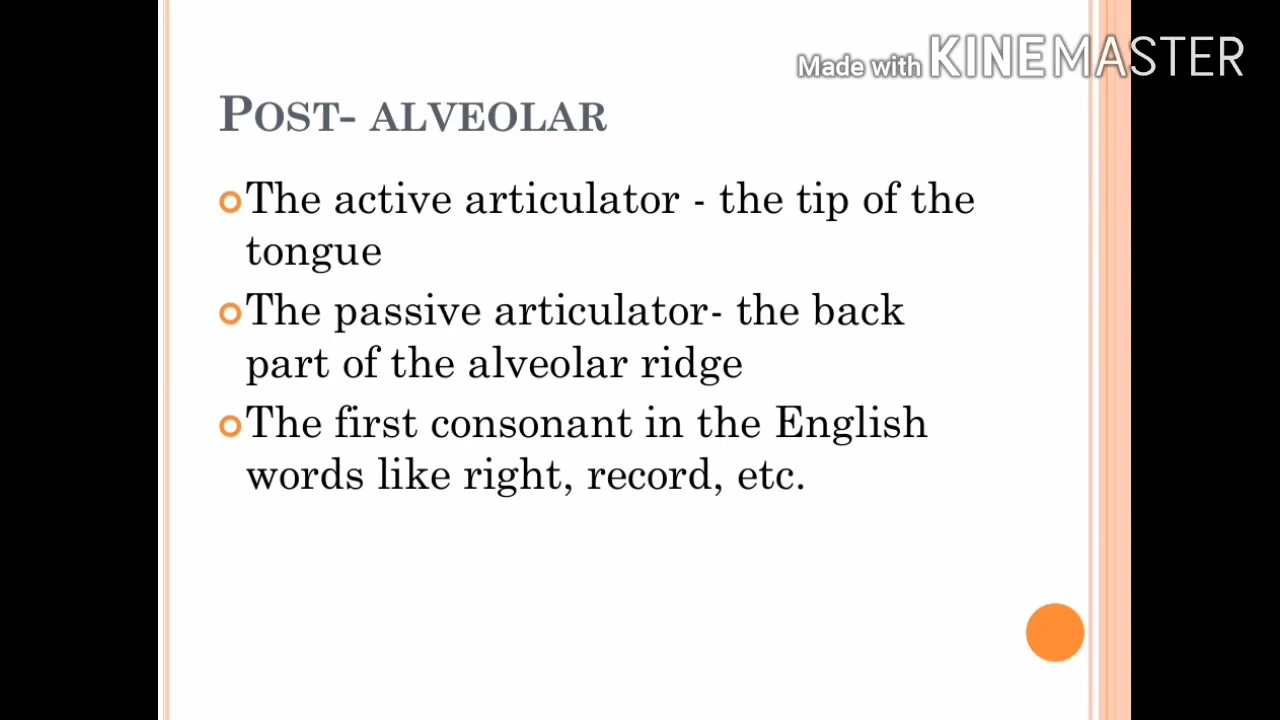 Made with KINEMASTER
POST- ALVEOLAR
The active articulator - the tip of the
tongue
The passive articulator- the back
part of the alveolar ridge
The first consonant in the English
words like right, record, etc.